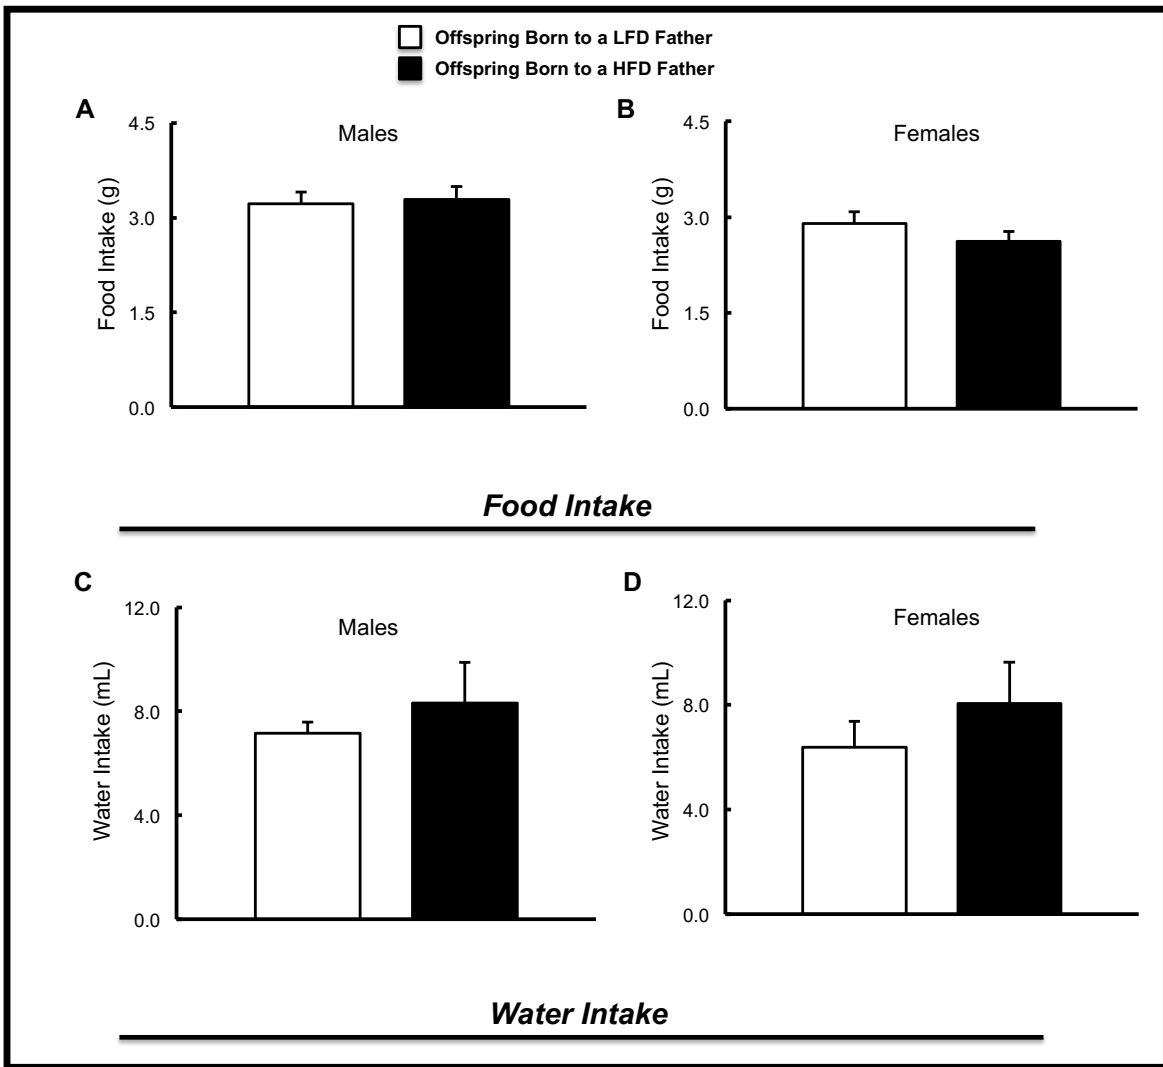 Offspring Born to a LFD Father
Offspring Born to a HFD Father
A
Males
Food Intake (g)
4.5
3.0
1.5
0.0
B
Females
Food Intake (g)
4.5
3.0
1.5
0.0
Food Intake
C
Males
Water Intake (mL)
12.0
8.0
4.0
0.0
D
Females
Water Intake (mL)
12.0
8.0
4.0
0.0
Water Intake